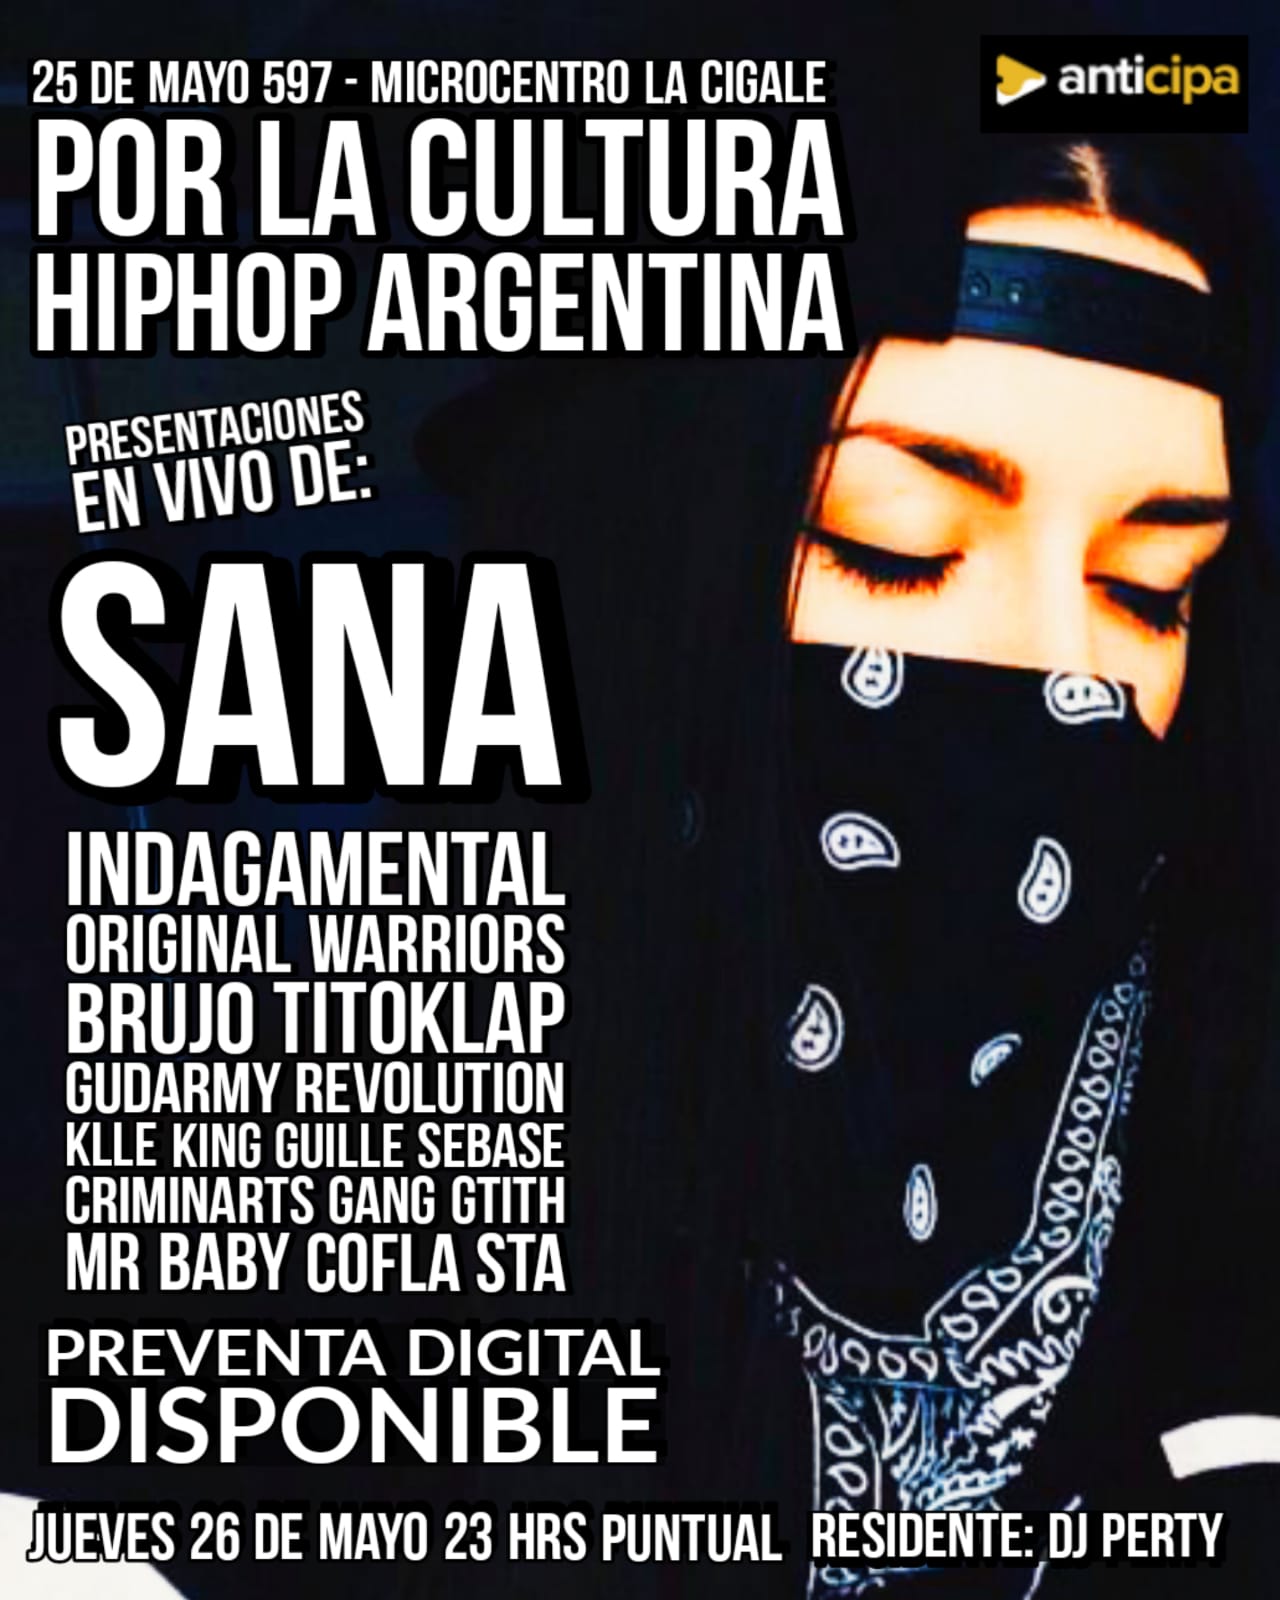 25 DE MAYO 597 - MICROCENTRO LA CIGALE
anticipa
POR LA CULTURA
HIPHOP ARGENTINA
PRESENTACIONES
EN VIVO DE:
SANA
INDAGAMENTAL
ORIGINAL WARRIORS
BRUJO TITOKLAP
GUDARMY REVOLUTION
KLLE KING GUILLE SEBASE
CRIMINARTS GANG GTITH
MR BABY COFLA STA
PREVENTA DIGITAL
DISPONIBLE
JUEVES 26 DE MAYO 23 HRS PUNTUAL RESIDENTE: DJ PERTY